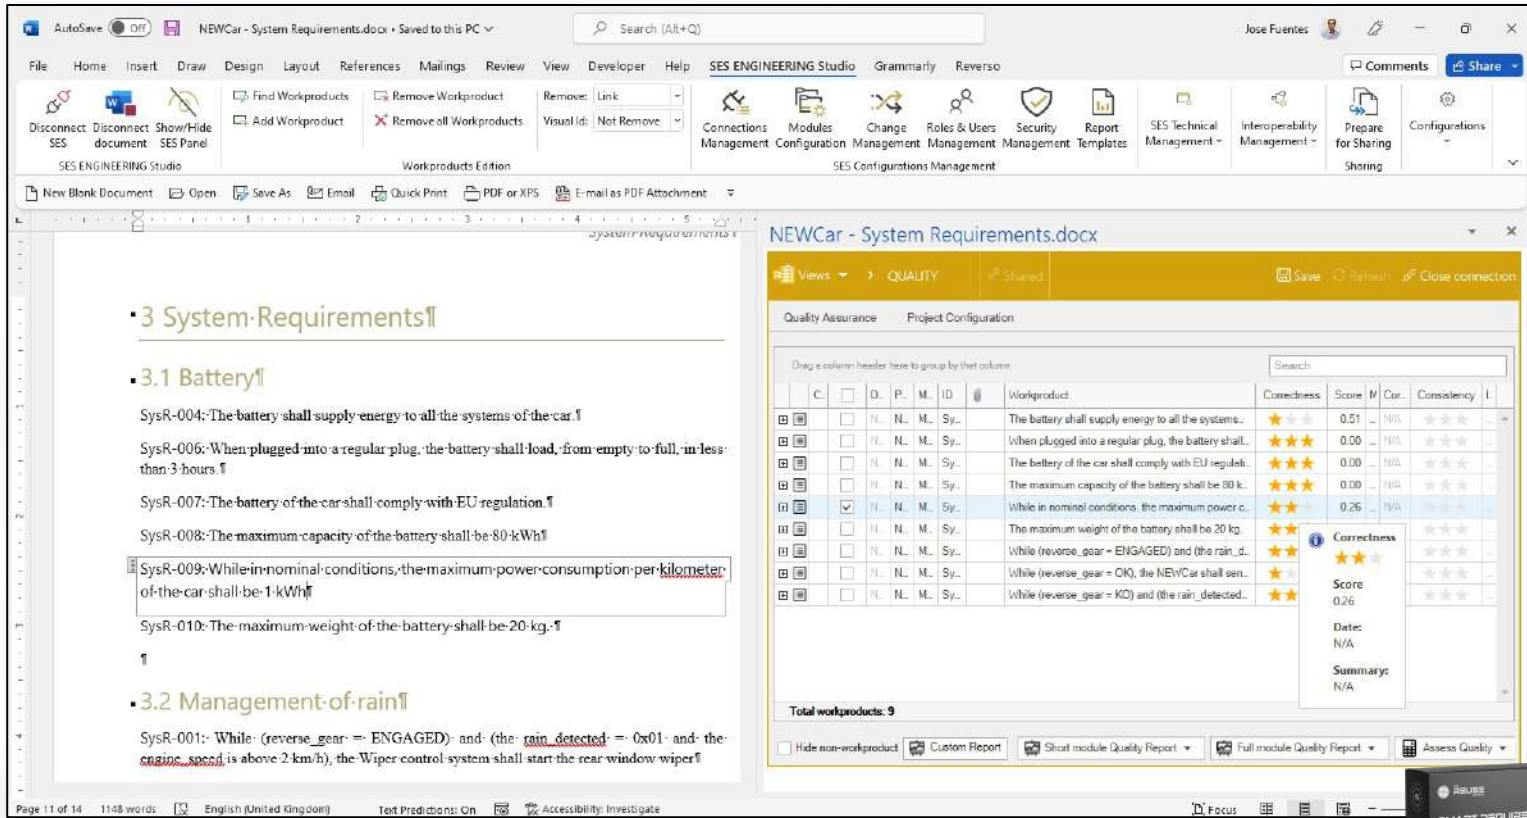 AutoSave Off NEWCar - System Requirements.docx • Saved to this PC Search (Alt+Q) Jose Fuentes
File Home Insert Draw Design Layout References Mailings Review View Developer Help SES ENGINEERING Studio Grammarly Reverso Comments Share
Disconnect SES
Disconnect document
Show/Hide SES Panel
SES ENGINEERING Studio
Find Workproducts Remove Workproduct Remove: Link
Add Workproduct Remove all Workproducts Visual Id: Not Remove
Workproducts Edition
Connections Management
Modules Configuration
Change Management
Roles & Users Management
Security Management
Report Templates
SES Technical Management
Interoperability Management
SES Configurations Management
Prepare for Sharing
Sharing
Configurations
New Blank Document Open Save As Email Quick Print PDF or XPS E-mail as PDF Attachment
1 2 3 4 5
System·Requirements¶
3 System·Requirements¶
3.1 Battery¶
SysR-004:·The·battery·shall·supply·energy·to·all·the·systems·of·the·car.¶
SysR-006:·When·plugged·into·a·regular·plug,·the·battery·shall·load,·from·empty·to·full,·in·less·
than·3·hours.¶
SysR-007:·The·battery·of·the·car·shall·comply·with·EU·regulation.¶
SysR-008:·The·maximum·capacity·of·the·battery·shall·be·80·kWh¶
SysR-009:·While·in·nominal·conditions,·the·maximum·power·consumption·per·kilometer·
of·the·car·shall·be·1·kWh¶
SysR-010:·The·maximum·weight·of·the·battery·shall·be·20·kg.·¶
¶
3.2 Management·of·rain¶
SysR-001:· While· (reverse_gear· =· ENGAGED)· and· (the· rain_detected· =· 0x01· and· the·
engine_speed·is·above·2·km/h),·the·Wiper·control·system·shall·start·the·rear·window·wiper¶
NEWCar - System Requirements.docx
Views > QUALITY Shared Save Refresh Close connection
Quality Assurance Project Configuration
Drag a column header here to group by that column Search
C. D.. P.. M.. ID Workproduct Correctness Score M Cor.. Consistency I.
N.. N.. M.. Sy... The battery shall supply energy to all the systems.. 0.51 ... N/A
N.. N.. M.. Sy... When plugged into a regular plug, the battery shall.. 0.00 ... N/A
N.. N.. M.. Sy... The battery of the car shall comply with EU regulati.. 0.00 ... N/A
N.. N.. M.. Sy... The maximum capacity of the battery shall be 80 k.. 0.00 ... N/A
N.. N.. M.. Sy... While in nominal conditions, the maximum power c.. 0.26 ... N/A
N.. N.. M.. Sy... The maximum weight of the battery shall be 20 kg.
N.. N.. M.. Sy... While (reverse_gear = ENGAGED) and (the rain_d..
N.. N.. M.. Sy... While (reverse_gear = OK), the NEWCar shall sen..
N.. N.. M.. Sy... While (reverse_gear = KO) and (the rain_detected..
Correctness
Score
0.26
Date:
N/A
Summary:
N/A
Total workproducts: 9
Hide non-workproduct Custom Report Short module Quality Report Full module Quality Report Assess Quality
Page 11 of 14 1148 words English (United Kingdom) Text Predictions: On Accessibility: Investigate Focus
REUSE